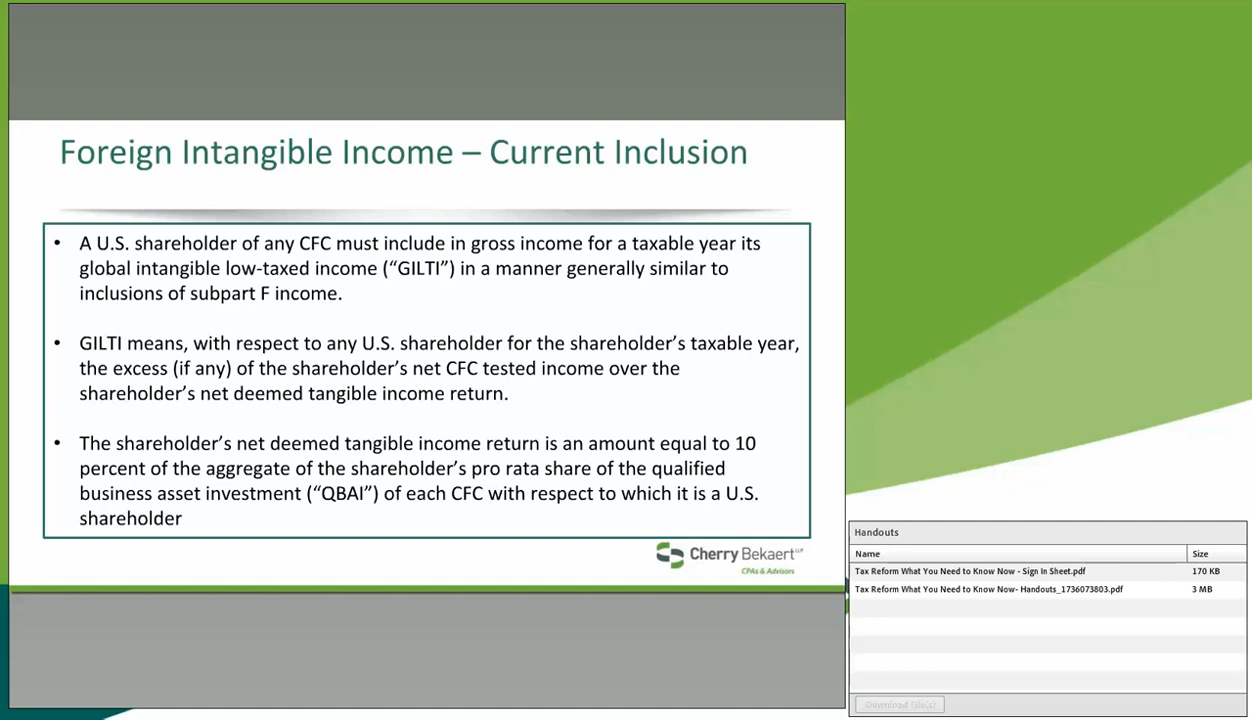 Foreign Intangible Income – Current Inclusion
• A U.S. shareholder of any CFC must include in gross income for a taxable year its
global intangible low-taxed income (“GILTI”) in a manner generally similar to
inclusions of subpart F income.
• GILTI means, with respect to any U.S. shareholder for the shareholder’s taxable year,
the excess (if any) of the shareholder’s net CFC tested income over the
shareholder’s net deemed tangible income return.
• The shareholder’s net deemed tangible income return is an amount equal to 10
percent of the aggregate of the shareholder’s pro rata share of the qualified
business asset investment (“QBAI”) of each CFC with respect to which it is a U.S.
shareholder
Cherry Bekaert LLP
CPAs & Advisors
Handouts
Name Size
Tax Reform What You Need to Know Now - Sign In Sheet.pdf 170 KB
Tax Reform What You Need to Know Now- Handouts_1736073803.pdf 3 MB
Download File(s)